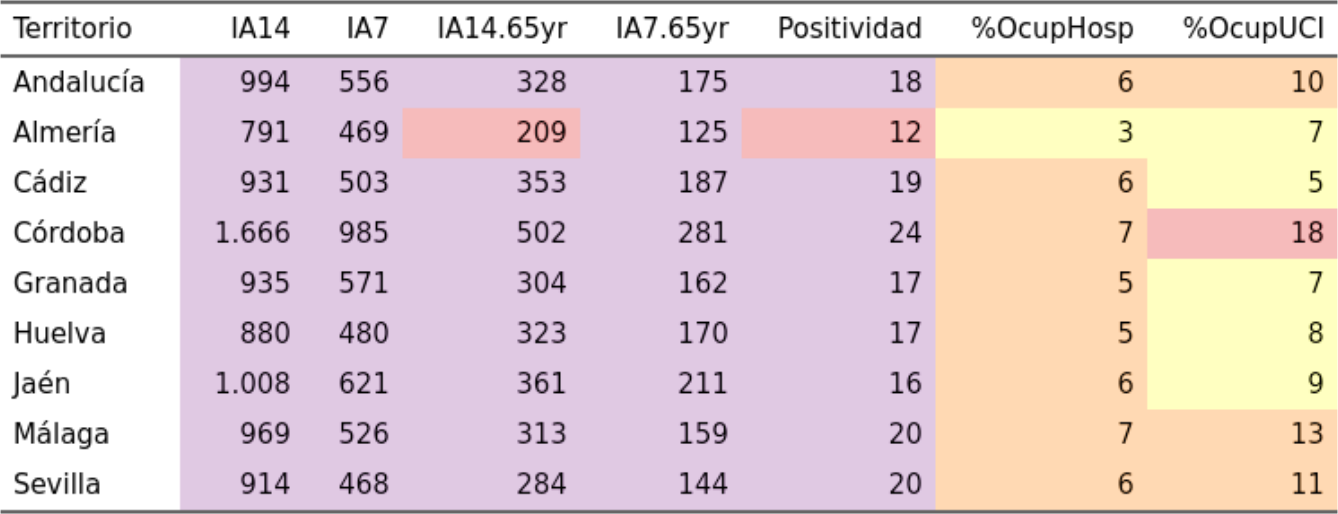 Territorio IA14 IA7 IA14.65yr IA7.65yr Positividad %OcupHosp %OcupUCI
Andalucía 994 556 328 175 18 6 10
Almería 791 469 209 125 12 3 7
Cádiz 931 503 353 187 19 6 5
Córdoba 1.666 985 502 281 24 7 18
Granada 935 571 304 162 17 5 7
Huelva 880 480 323 170 17 5 8
Jaén 1.008 621 361 211 16 6 9
Málaga 969 526 313 159 20 7 13
Sevilla 914 468 284 144 20 6 11